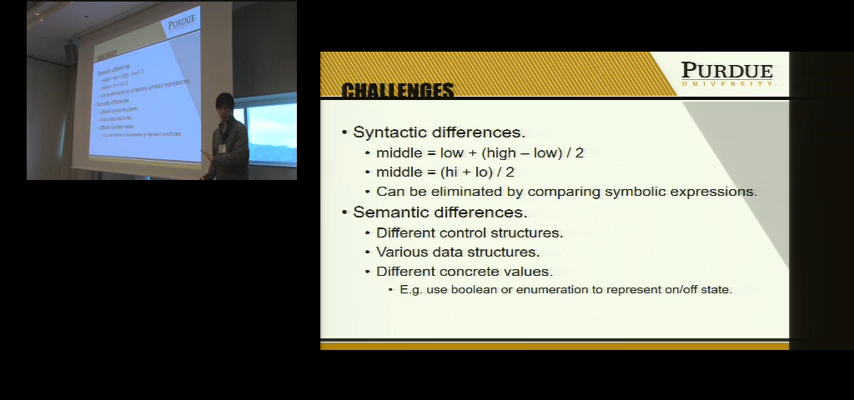 PURDUE
UNIVERSITY
CHALLENGES
• Syntactic differences.
• middle = low + (high – low) / 2
• middle = (hi + lo) / 2
• Can be eliminated by comparing symbolic expressions.
• Semantic differences.
• Different control structures.
• Various data structures.
• Different concrete values.
• E.g. use boolean or enumeration to represent on/off state.
PURDUE